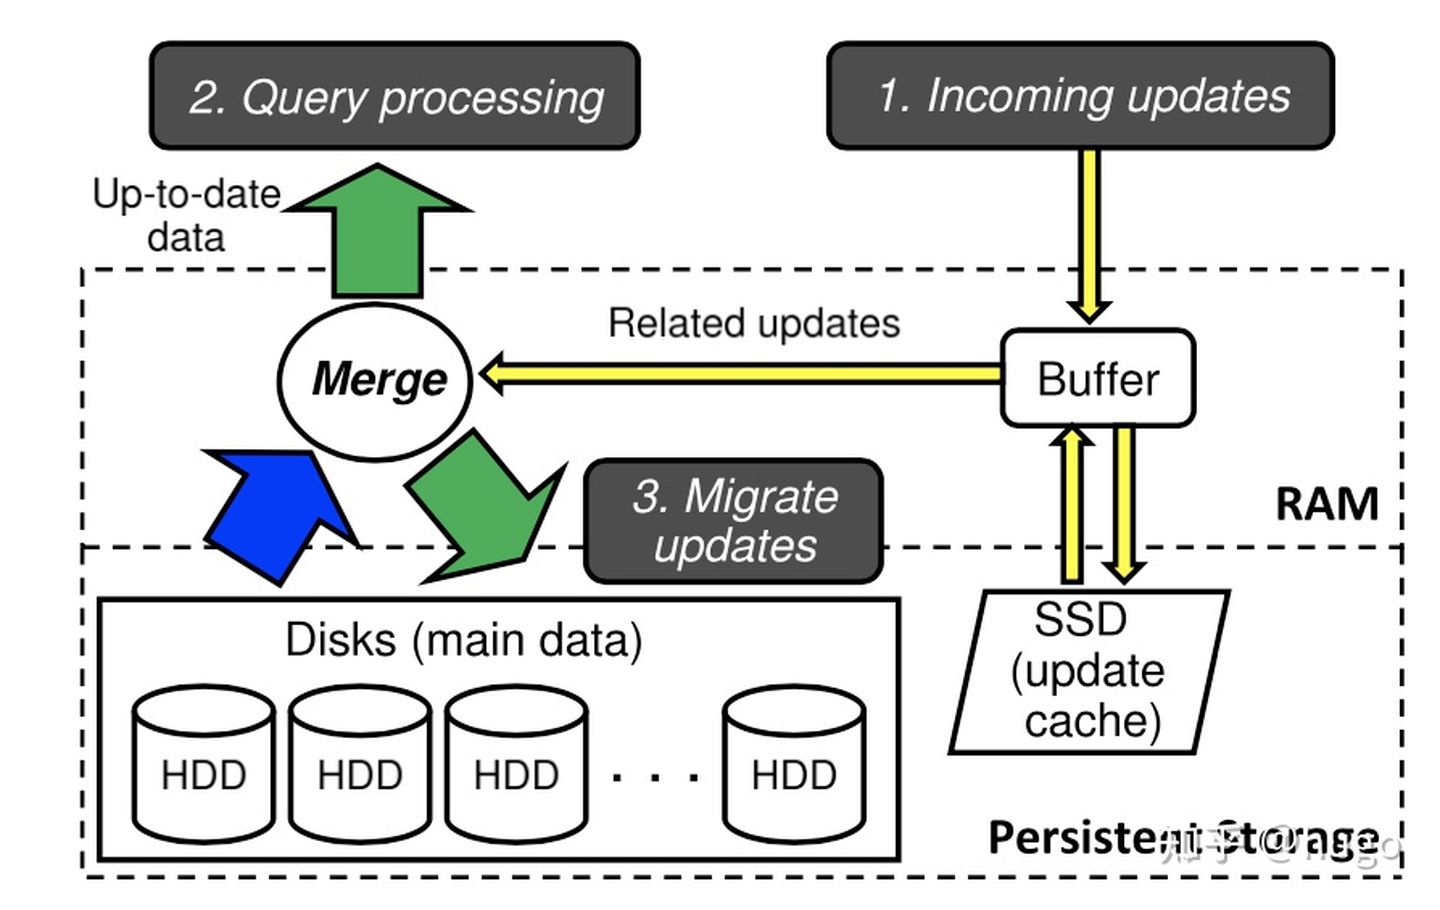 2. Query processing
1. Incoming updates
Up-to-date
data
Related updates
Merge
Buffer
3. Migrate
updates
RAM
Disks (main data)
HDD HDD HDD . . . HDD
SSD
(update
cache)
Persistent Storage
知乎 @hugo